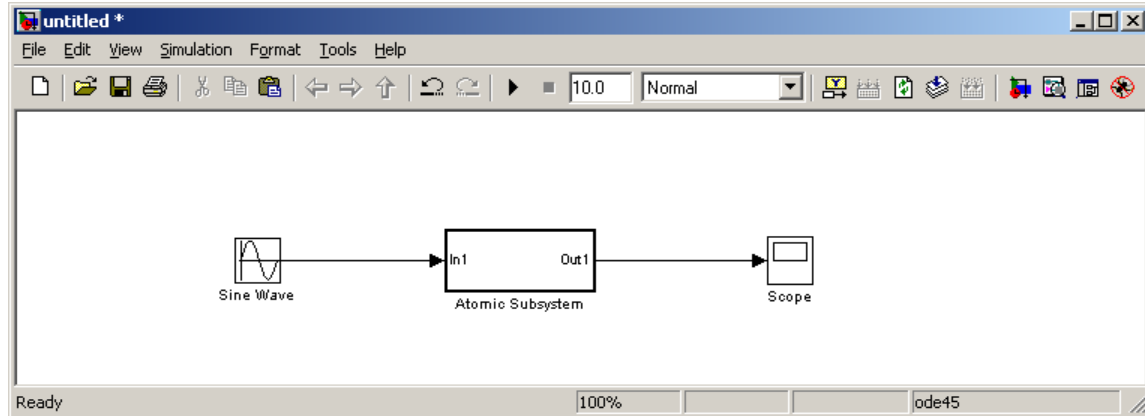 untitled *
File Edit View Simulation Format Tools Help
10.0 Normal
In1 Out1
Sine Wave
Atomic Subsystem
Scope
Ready 100% ode45